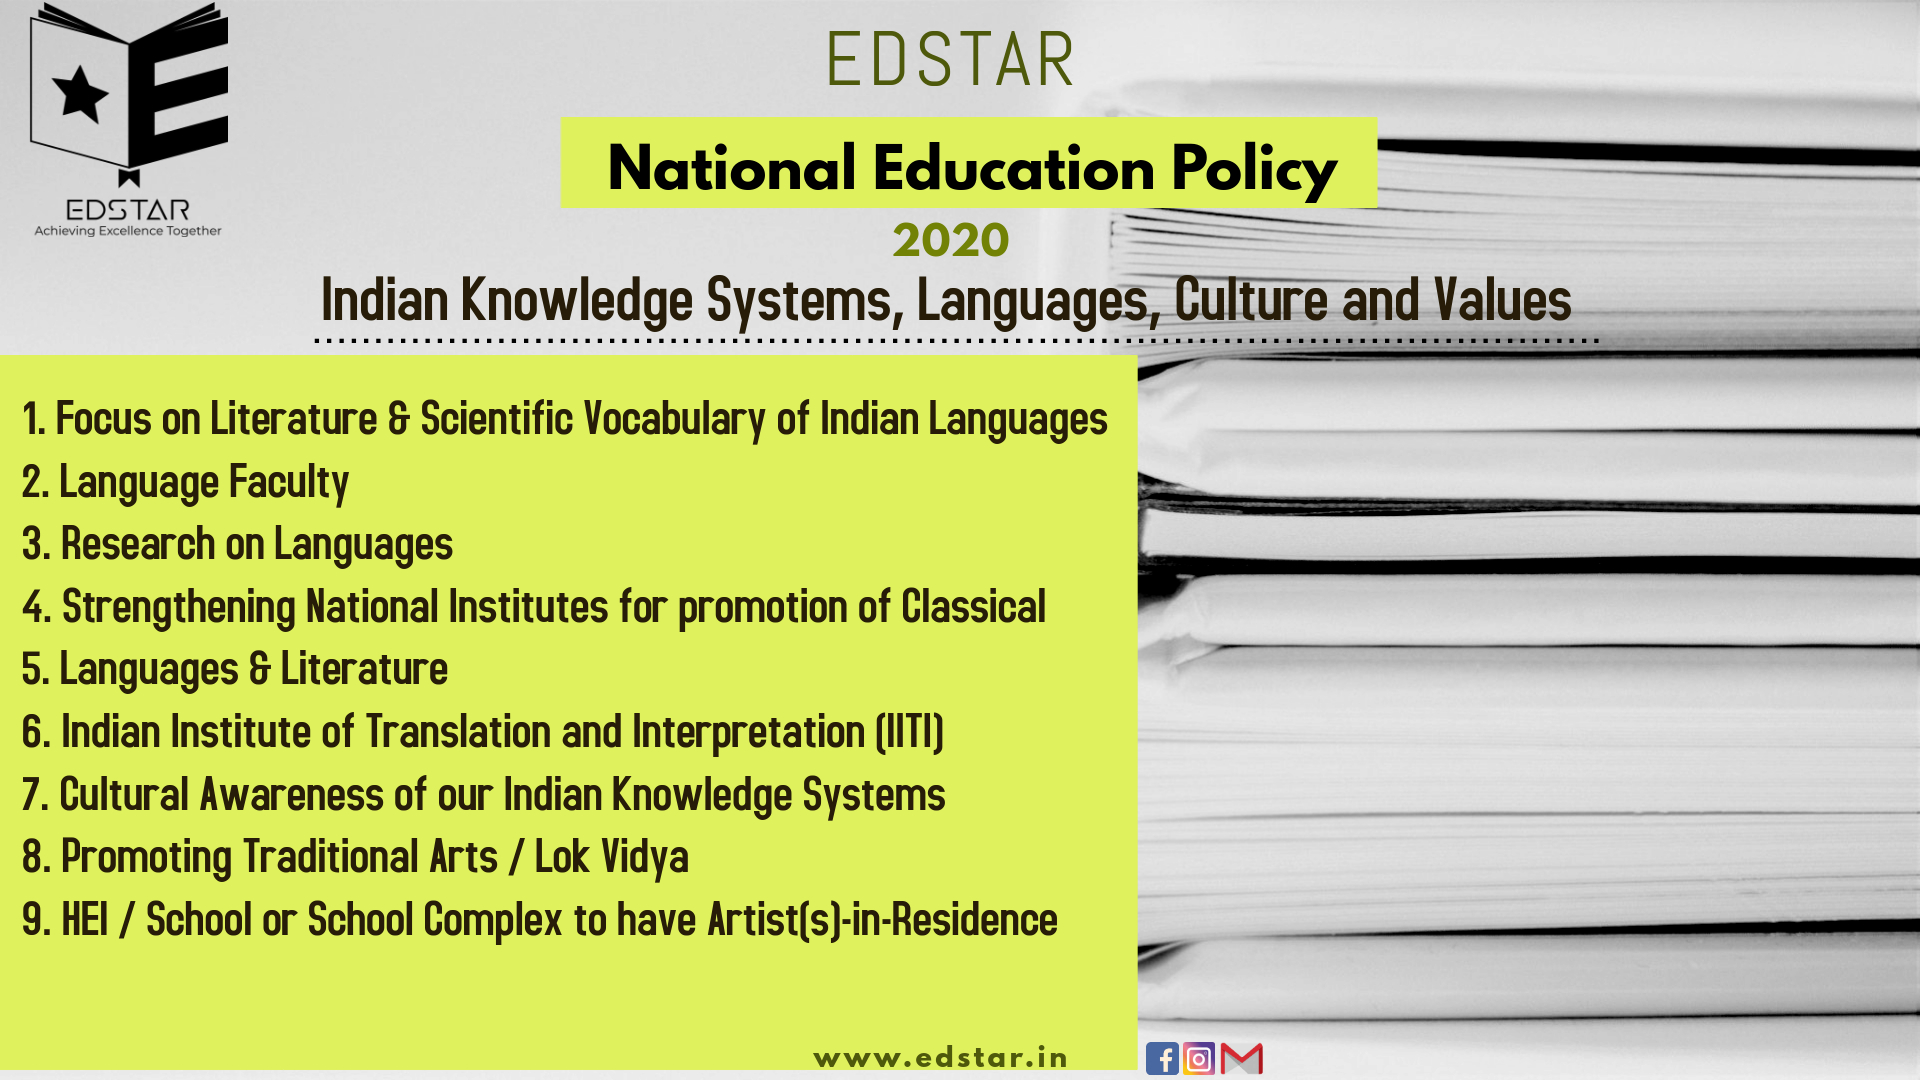 EDSTAR
Achieving Excellence Together
EDSTAR
National Education Policy
2020
Indian Knowledge Systems, Languages, Culture and Values
1. Focus on Literature & Scientific Vocabulary of Indian Languages
2. Language Faculty
3. Research on Languages
4. Strengthening National Institutes for promotion of Classical
5. Languages & Literature
6. Indian Institute of Translation and Interpretation (IITI)
7. Cultural Awareness of our Indian Knowledge Systems
8. Promoting Traditional Arts / Lok Vidya
9. HEI / School or School Complex to have Artist(s)-in-Residence
www.edstar.in